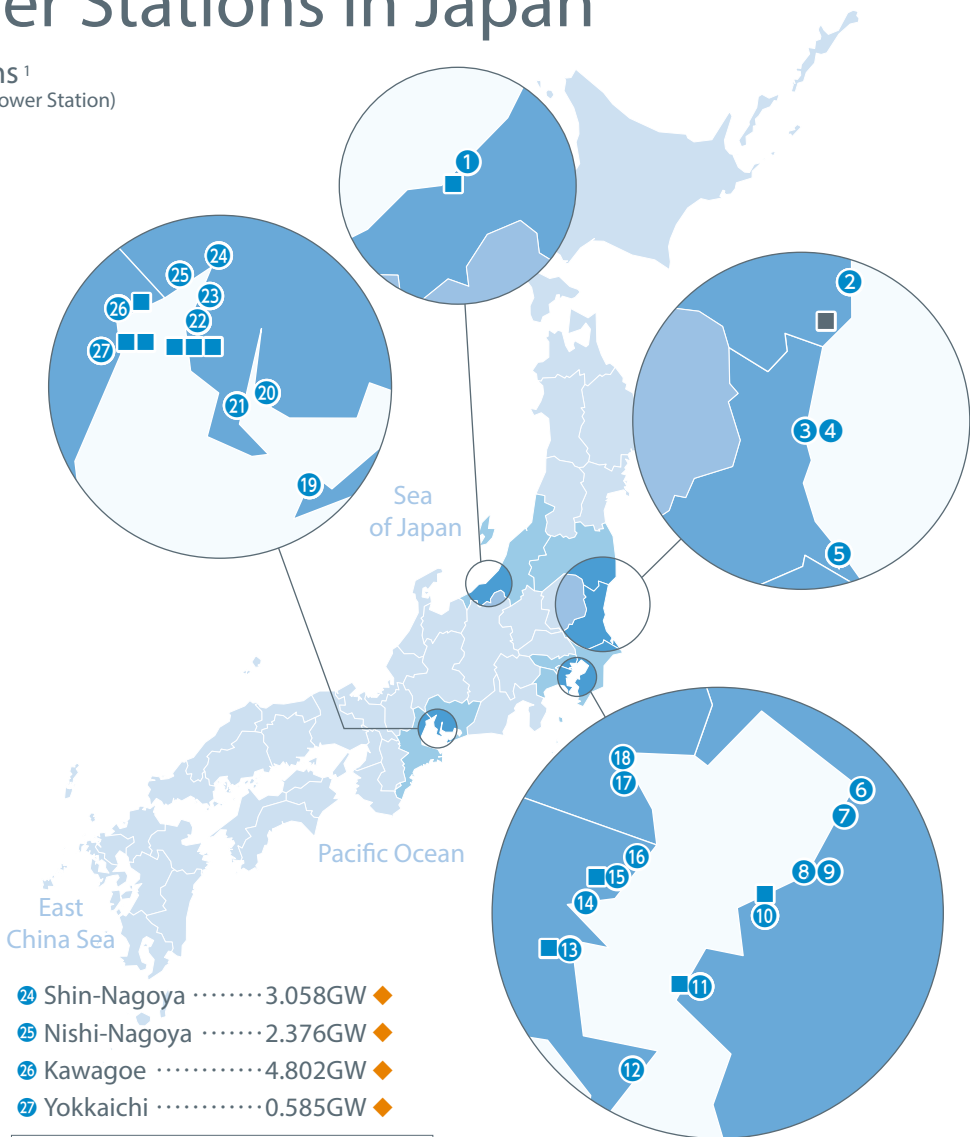 er Stations in Japan
ns 1
ower Station)
1
2
3 4
5
24
25
23
26
22
27
20
21
19
Sea
of Japan
6
18
17
7
Pacific Ocean
16
15
8 9
14
10
East
China Sea
13
11
12
24 Shin-Nagoya ········3.058GW ◆
25 Nishi-Nagoya ·······2.376GW ◆
26 Kawagoe ············4.802GW ◆
27 Yokkaichi ············0.585GW ◆